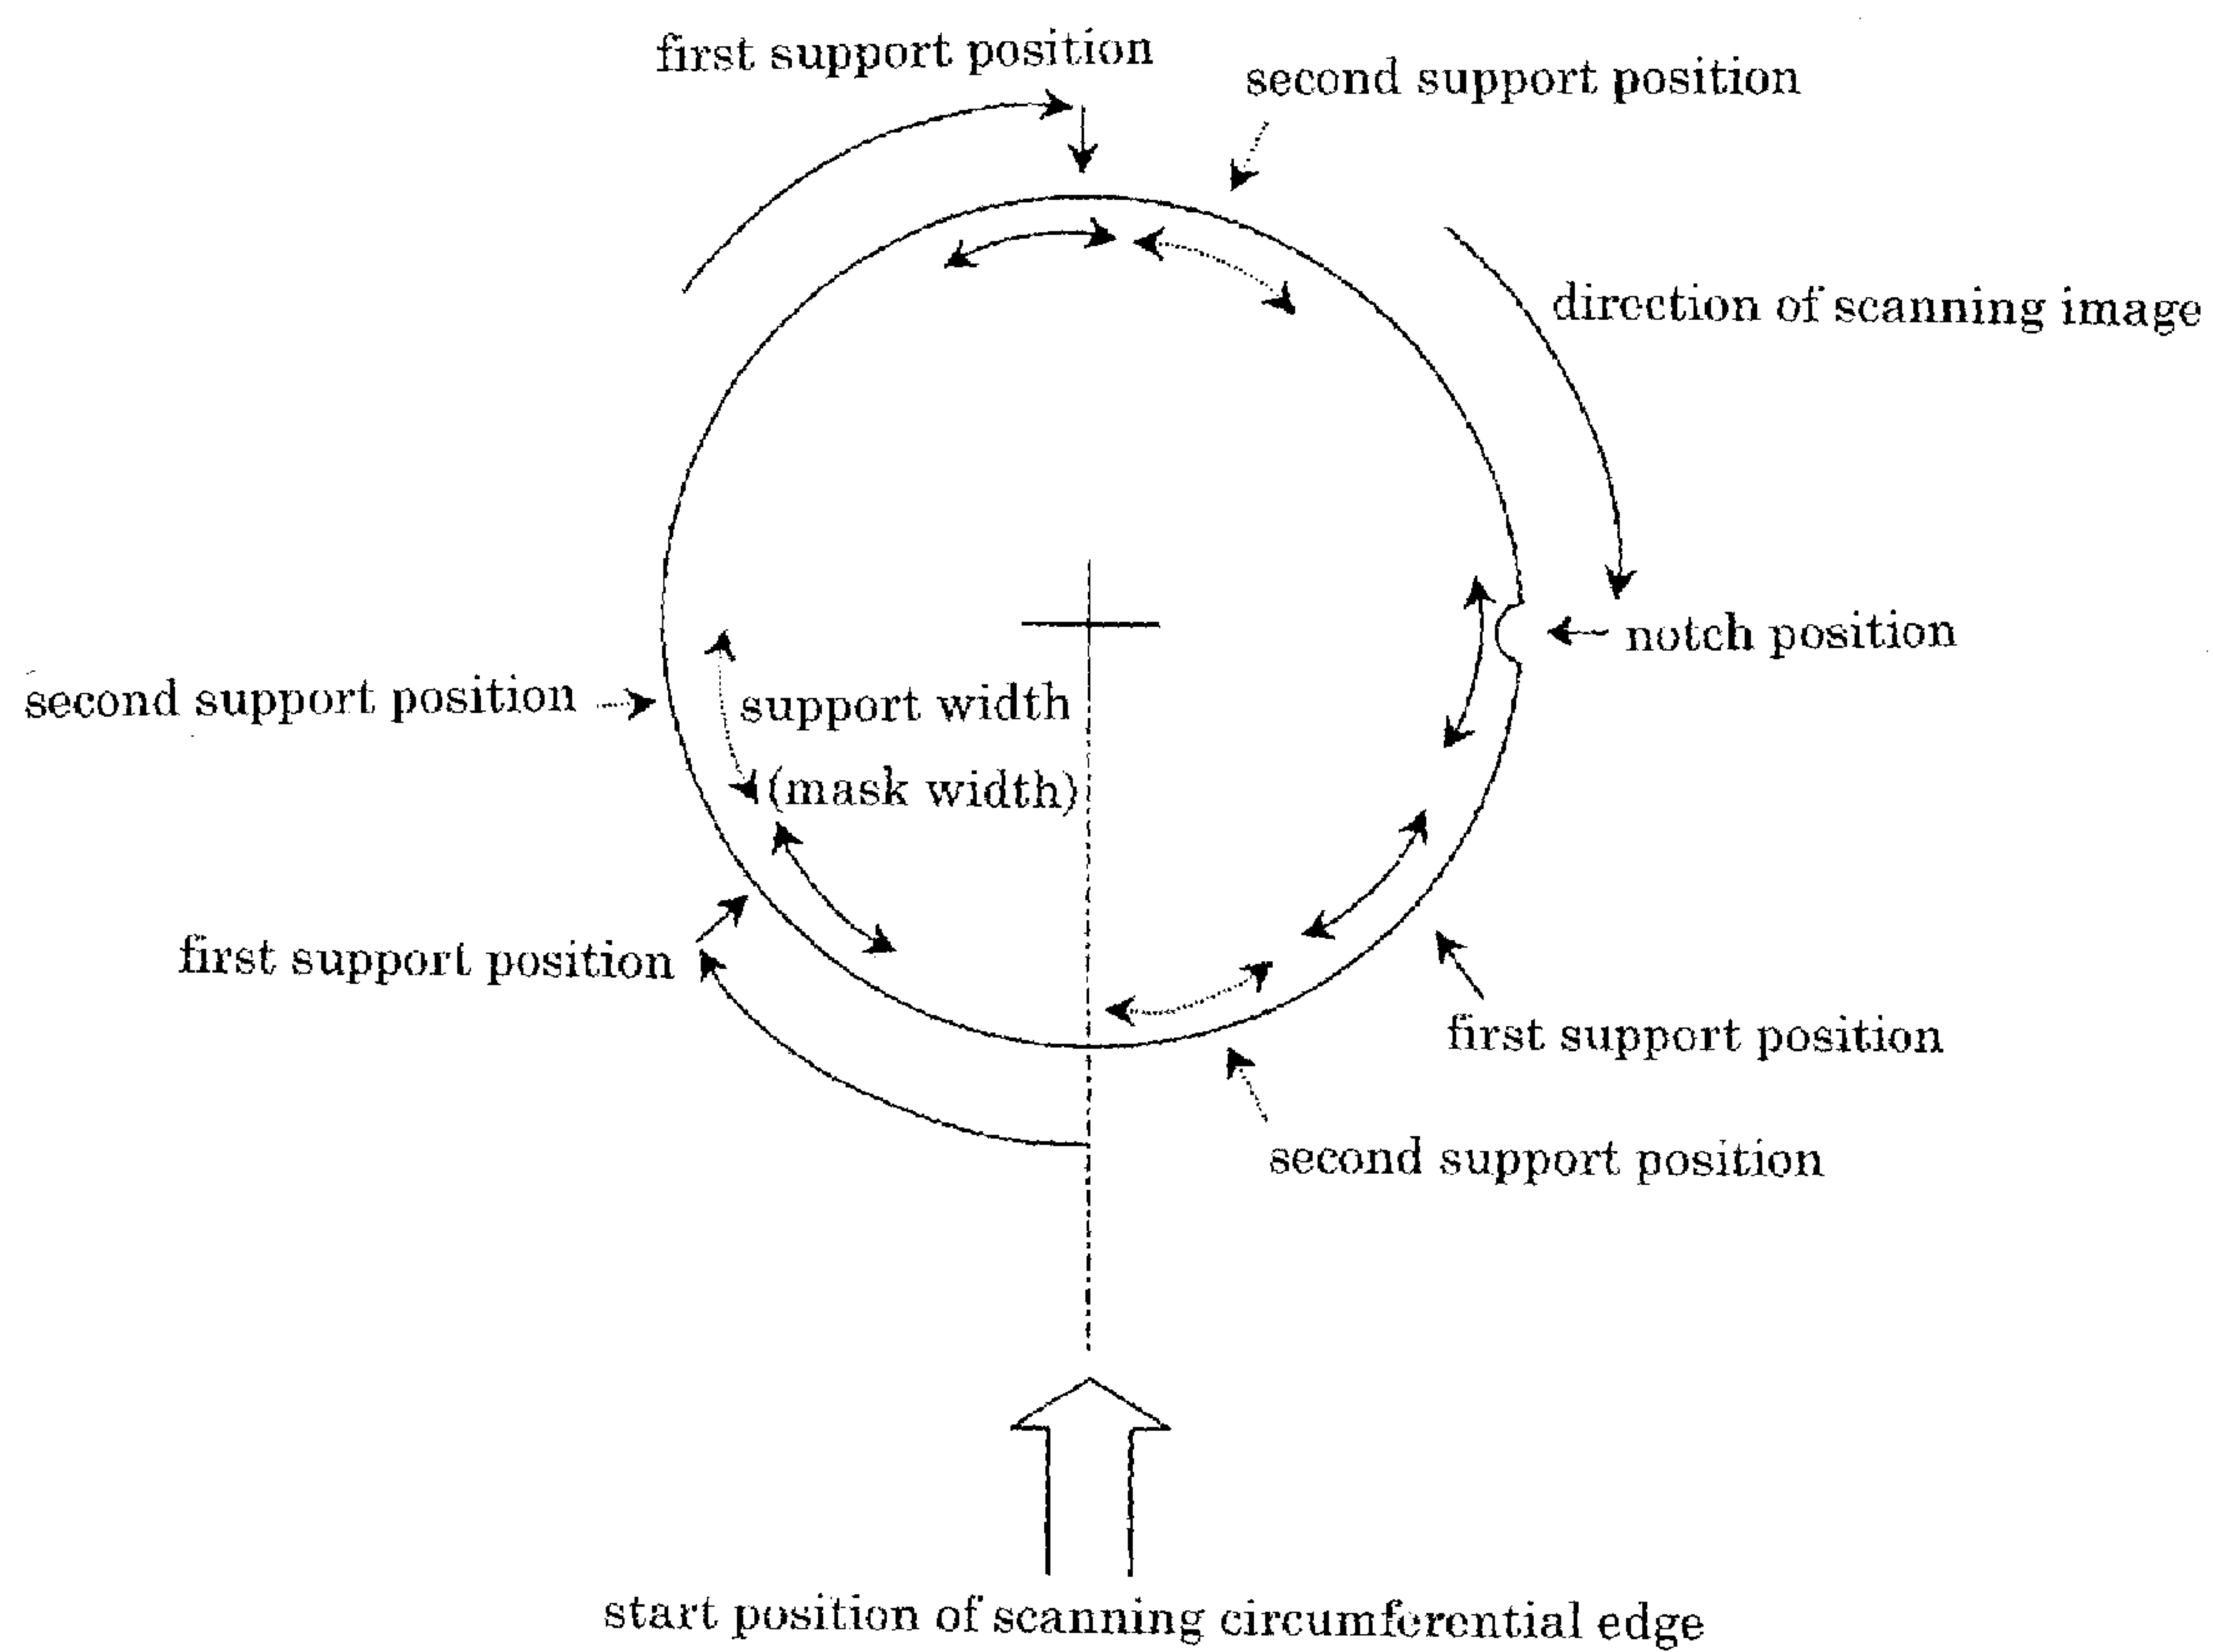 first support position
second support position
direction of scanning image
notch position
second support position
support width
(mask width)
first support position
first support position
second support position
start position of scanning circumferential edge